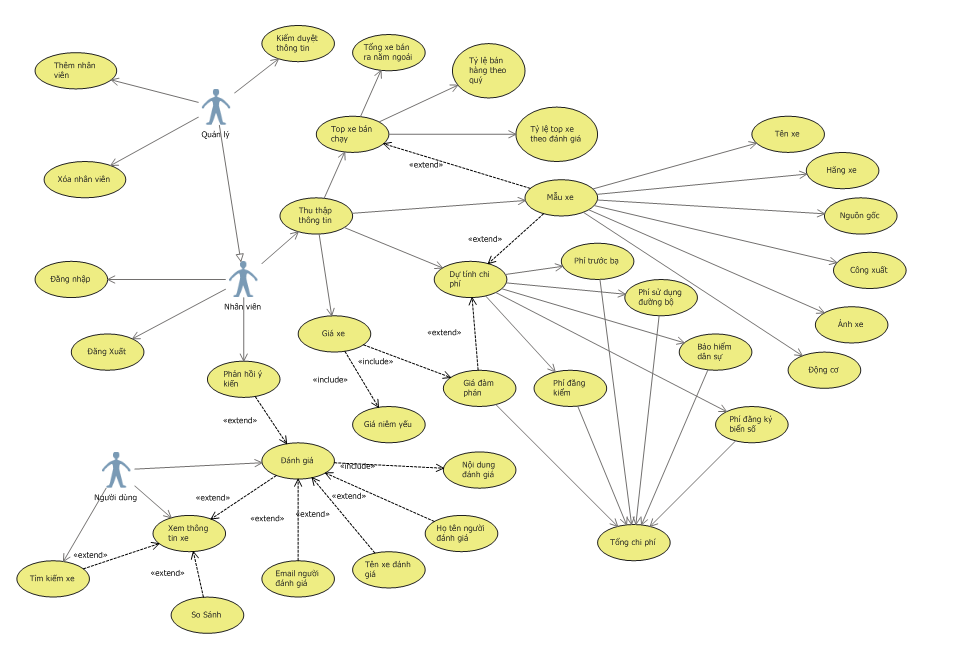 Kiểm duyệt
thông tin
Tổng xe bán
ra năm ngoái
Tỷ lệ bán
hàng theo
quý
Thêm nhân
viên
Quản lý
Top xe bán
chạy
Tỷ lệ top xe
theo đánh giá
Tên xe
«extend»
Hãng xe
Xóa nhân viên
Mẫu xe
Thu thập
thông tin
Nguồn gốc
«extend»
Phí trước bạ
Công xuất
Đăng nhập
Dự tính chi
phí
Nhân viên
Phí sử dụng
đường bộ
Giá xe
«extend»
Ảnh xe
Đăng Xuất
Bảo hiểm
dân sự
«include»
Phản hồi ý
kiến
«include»
Giá đàm
phán
Phí đăng
kiểm
Động cơ
«extend»
Giá niêm yếu
Phí đăng ký
biển số
Đánh giá
«include»
Nội dung
đánh giá
Người dùng
«extend»
«extend»
«extend»
«extend»
Xem thông
tin xe
Họ tên người
đánh giá
Tổng chi phí
«extend»
«extend»
Tìm kiếm xe
Email người
đánh giá
Tên xe đánh
giá
So Sánh